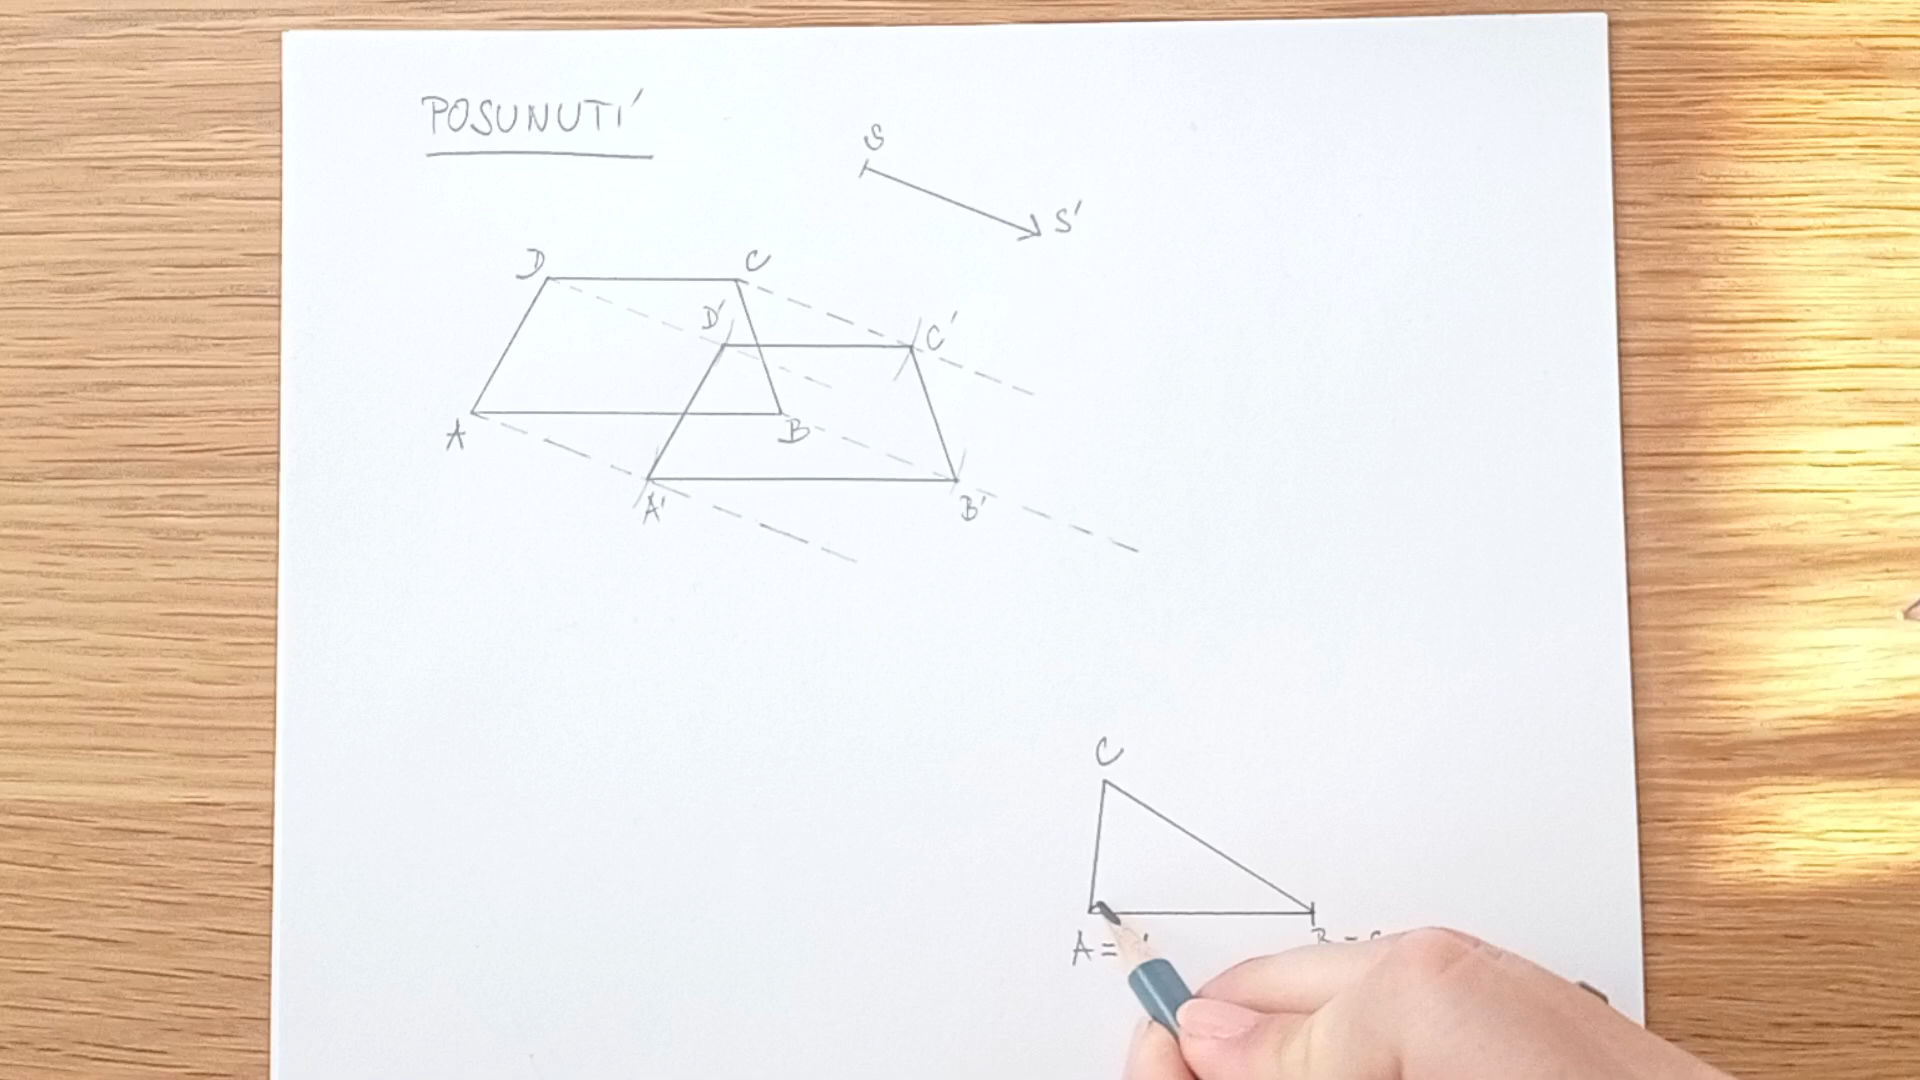 POSUNUTÍ
S
S'
D
C
D'
C'
A
B
A'
B'
C
A =